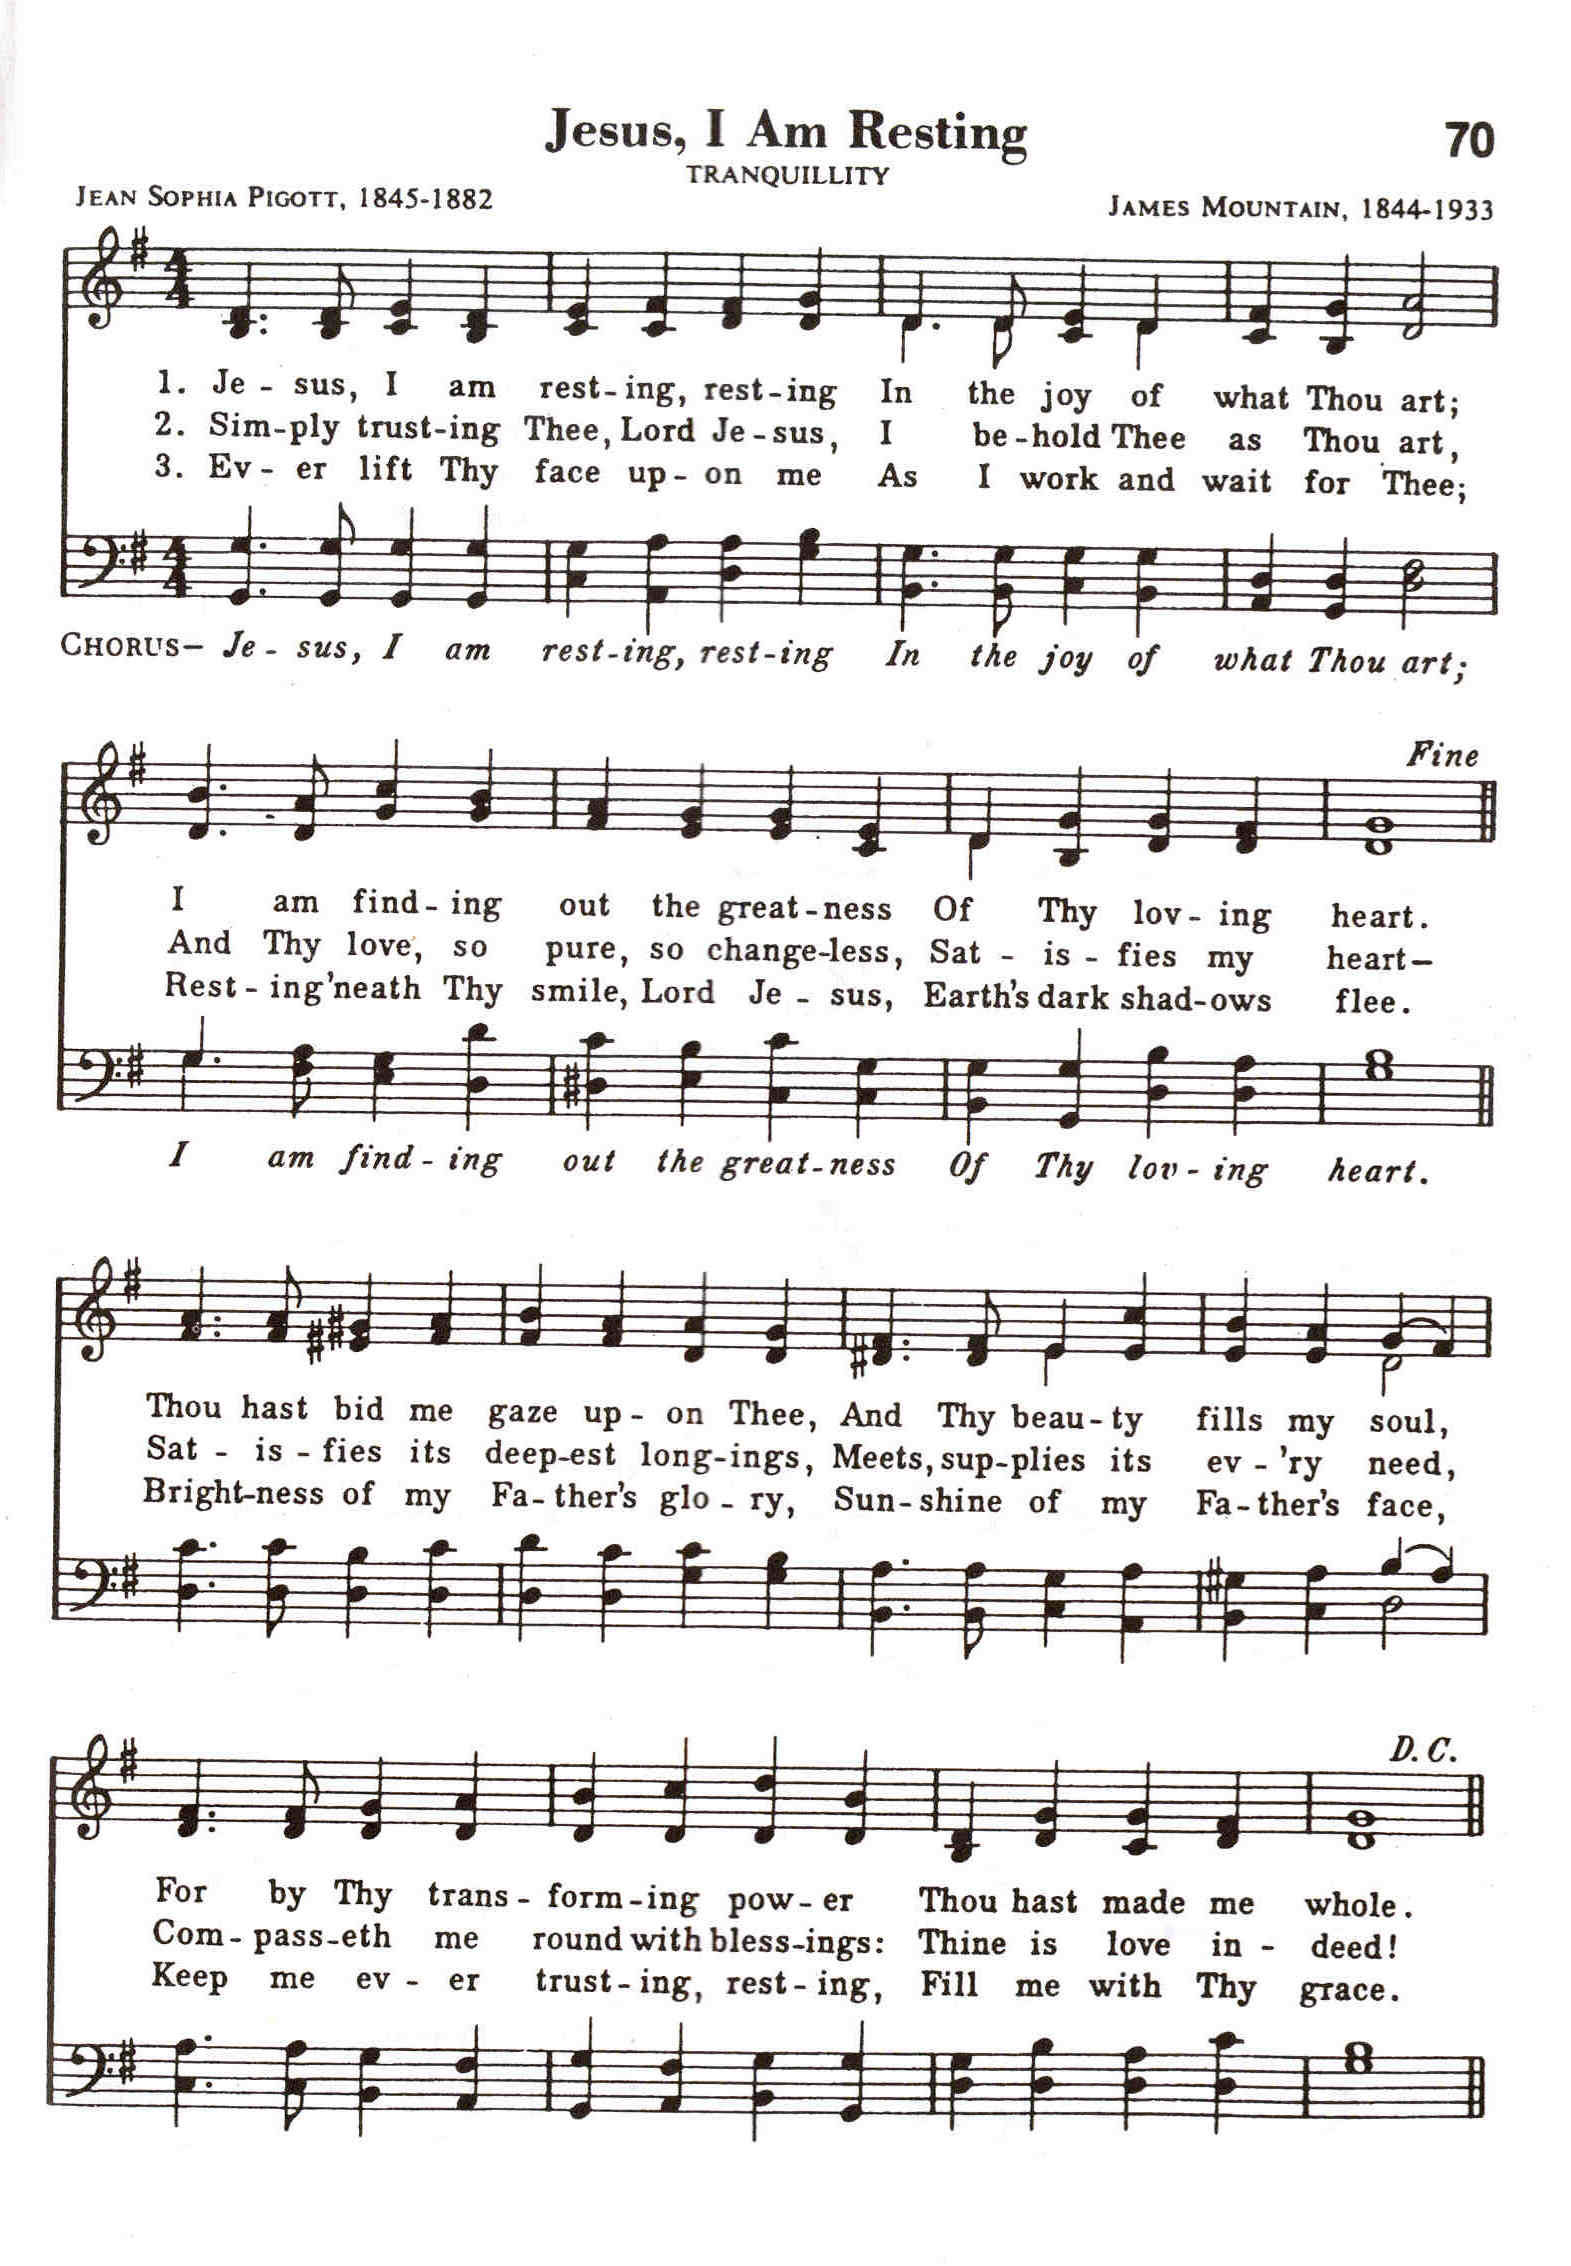 Jesus, I Am Resting
70
TRANQUILLITY
JEAN SOPHIA PIGOTT, 1845-1882
JAMES MOUNTAIN, 1844-1933
1. Je - sus, I am rest-ing, rest-ing In the joy of what Thou art;
2. Sim-ply trust-ing Thee, Lord Je-sus, I be-hold Thee as Thou art,
3. Ev - er lift Thy face up - on me As I work and wait for Thee;
CHORUS— Je - sus, I am rest-ing, rest-ing In the joy of what Thou art;
Fine
I am find - ing out the great-ness Of Thy lov - ing heart.
And Thy love, so pure, so change-less, Sat - is - fies my heart—
Rest - ing 'neath Thy smile, Lord Je - sus, Earth's dark shad-ows flee.
I am find - ing out the great-ness Of Thy lov - ing heart.
Thou hast bid me gaze up - on Thee, And Thy beau - ty fills my soul,
Sat - is - fies its deep-est long-ings, Meets, sup-plies its ev - 'ry need,
Bright-ness of my Fa - ther's glo - ry, Sun - shine of my Fa - ther's face,
D. C.
For by Thy trans - form - ing pow - er Thou hast made me whole.
Com - pass-eth me round with bless-ings: Thine is love in - deed!
Keep me ev - er trust - ing, rest - ing, Fill me with Thy grace.